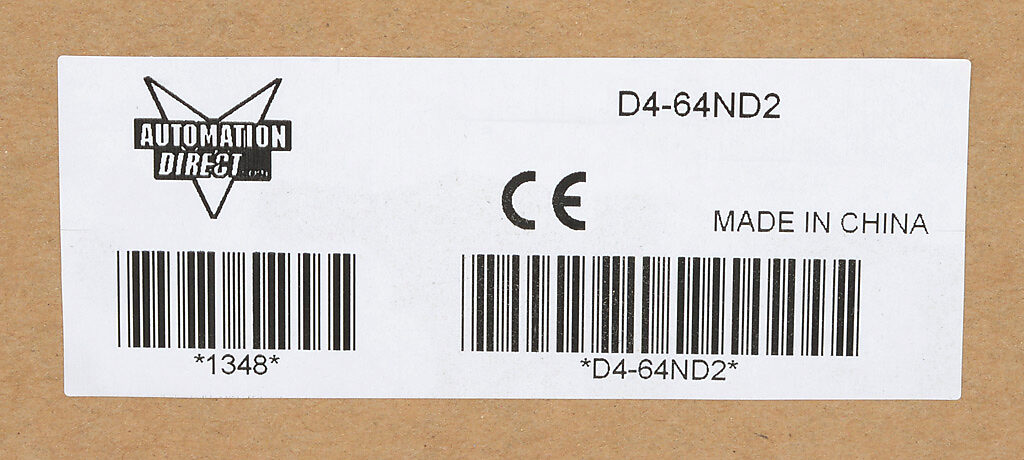 AUTOMATION
DIRECT
D4-64ND2
CE
MADE IN CHINA
*1348*
*D4-64ND2*